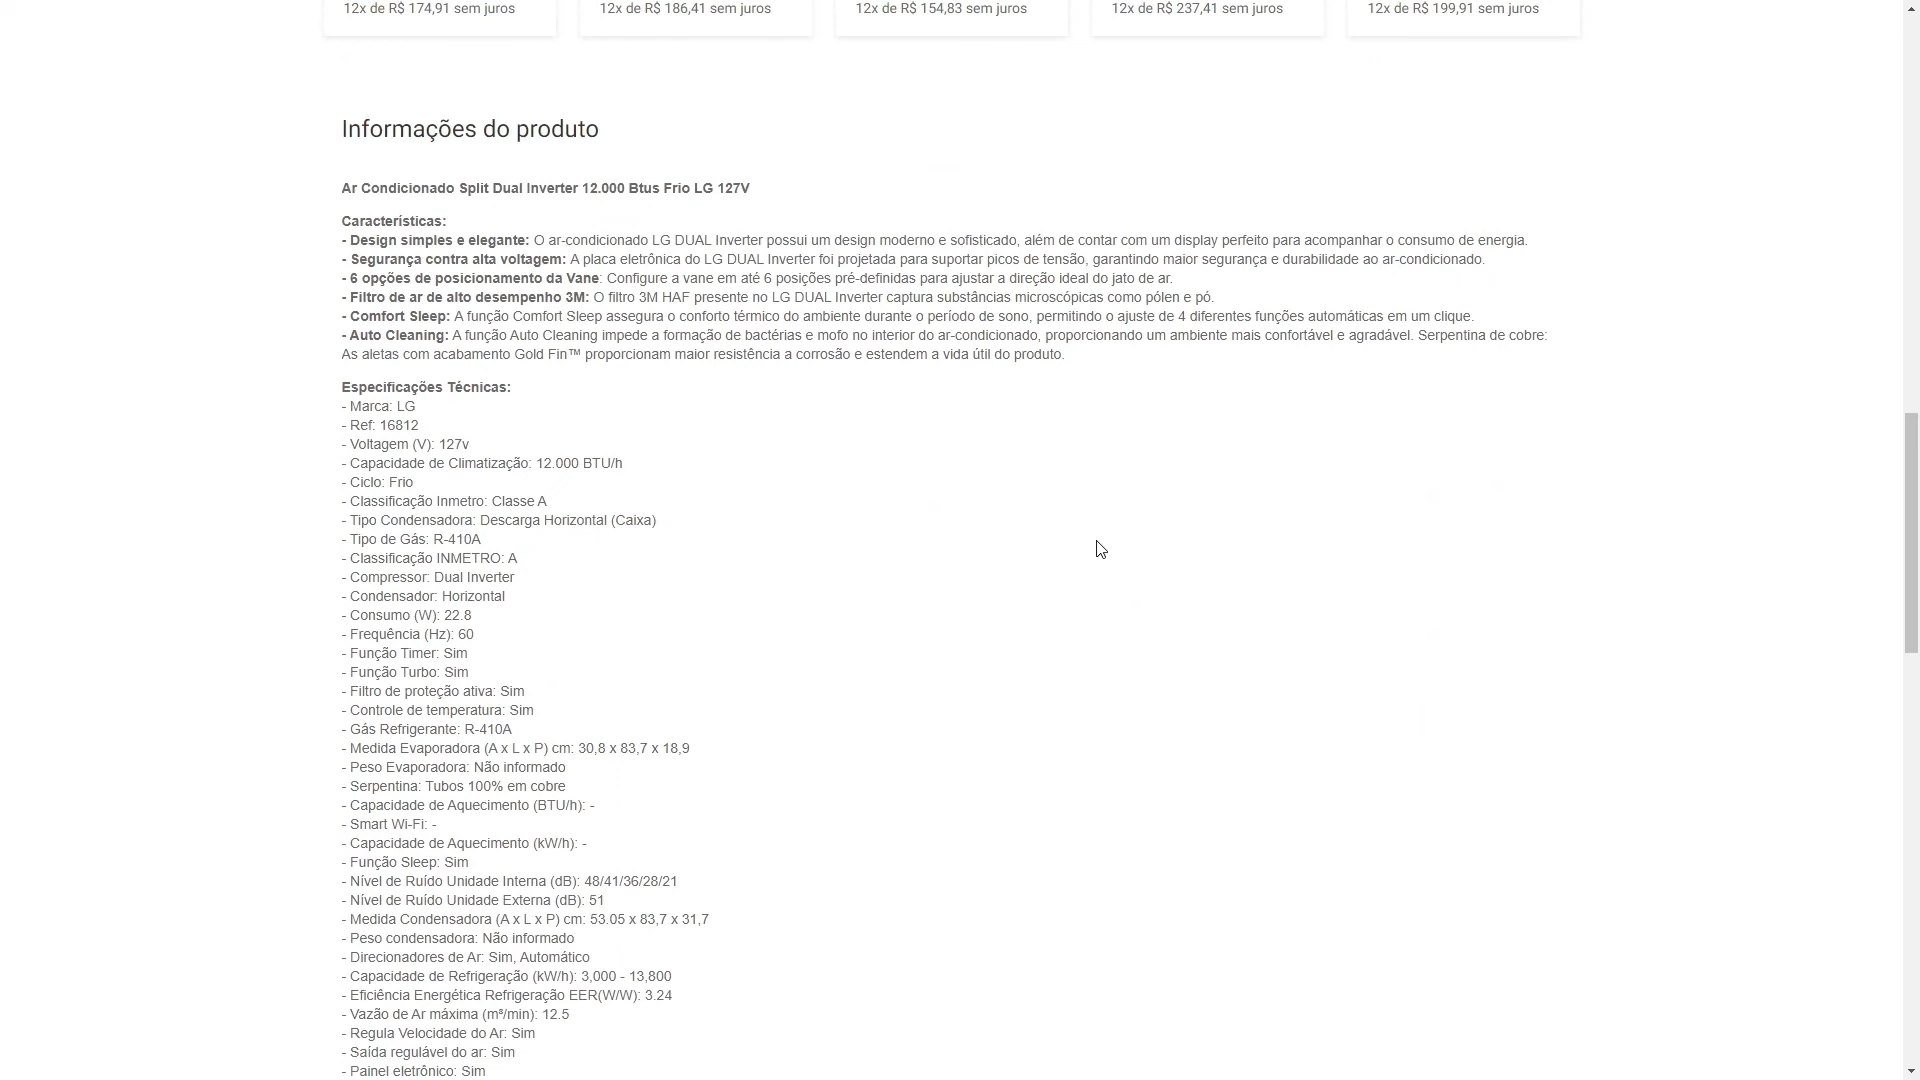 12x de R$ 174,91 sem juros
12x de R$ 186,41 sem juros
12x de R$ 154,83 sem juros
12x de R$ 237,41 sem juros
12x de R$ 199,91 sem juros
Informações do produto
Ar Condicionado Split Dual Inverter 12.000 Btus Frio LG 127V
Características:
- Design simples e elegante: O ar-condicionado LG DUAL Inverter possui um design moderno e sofisticado, além de contar com um display perfeito para acompanhar o consumo de energia.
- Segurança contra alta voltagem: A placa eletrônica do LG DUAL Inverter foi projetada para suportar picos de tensão, garantindo maior segurança e durabilidade ao ar-condicionado.
- 6 opções de posicionamento da Vane: Configure a vane em até 6 posições pré-definidas para ajustar a direção ideal do jato de ar.
- Filtro de ar de alto desempenho 3M: O filtro 3M HAF presente no LG DUAL Inverter captura substâncias microscópicas como pólen e pó.
- Comfort Sleep: A função Comfort Sleep assegura o conforto térmico do ambiente durante o período de sono, permitindo o ajuste de 4 diferentes funções automáticas em um clique.
- Auto Cleaning: A função Auto Cleaning impede a formação de bactérias e mofo no interior do ar-condicionado, proporcionando um ambiente mais confortável e agradável. Serpentina de cobre:
As aletas com acabamento Gold Fin™ proporcionam maior resistência a corrosão e estendem a vida útil do produto.
Especificações Técnicas:
- Marca: LG
- Ref: 16812
- Voltagem (V): 127v
- Capacidade de Climatização: 12.000 BTU/h
- Ciclo: Frio
- Classificação Inmetro: Classe A
- Tipo Condensadora: Descarga Horizontal (Caixa)
- Tipo de Gás: R-410A
- Classificação INMETRO: A
- Compressor: Dual Inverter
- Condensador: Horizontal
- Consumo (W): 22.8
- Frequência (Hz): 60
- Função Timer: Sim
- Função Turbo: Sim
- Filtro de proteção ativa: Sim
- Controle de temperatura: Sim
- Gás Refrigerante: R-410A
- Medida Evaporadora (A x L x P) cm: 30,8 x 83,7 x 18,9
- Peso Evaporadora: Não informado
- Serpentina: Tubos 100% em cobre
- Capacidade de Aquecimento (BTU/h): -
- Smart Wi-Fi: -
- Capacidade de Aquecimento (kW/h): -
- Função Sleep: Sim
- Nível de Ruído Unidade Interna (dB): 48/41/36/28/21
- Nível de Ruído Unidade Externa (dB): 51
- Medida Condensadora (A x L x P) cm: 53.05 x 83,7 x 31,7
- Peso condensadora: Não informado
- Direcionadores de Ar: Sim, Automático
- Capacidade de Refrigeração (kW/h): 3,000 - 13,800
- Eficiência Energética Refrigeração EER(W/W): 3.24
- Vazão de Ar máxima (m³/min): 12.5
- Regula Velocidade do Ar: Sim
- Saída regulável do ar: Sim
- Painel eletrônico: Sim